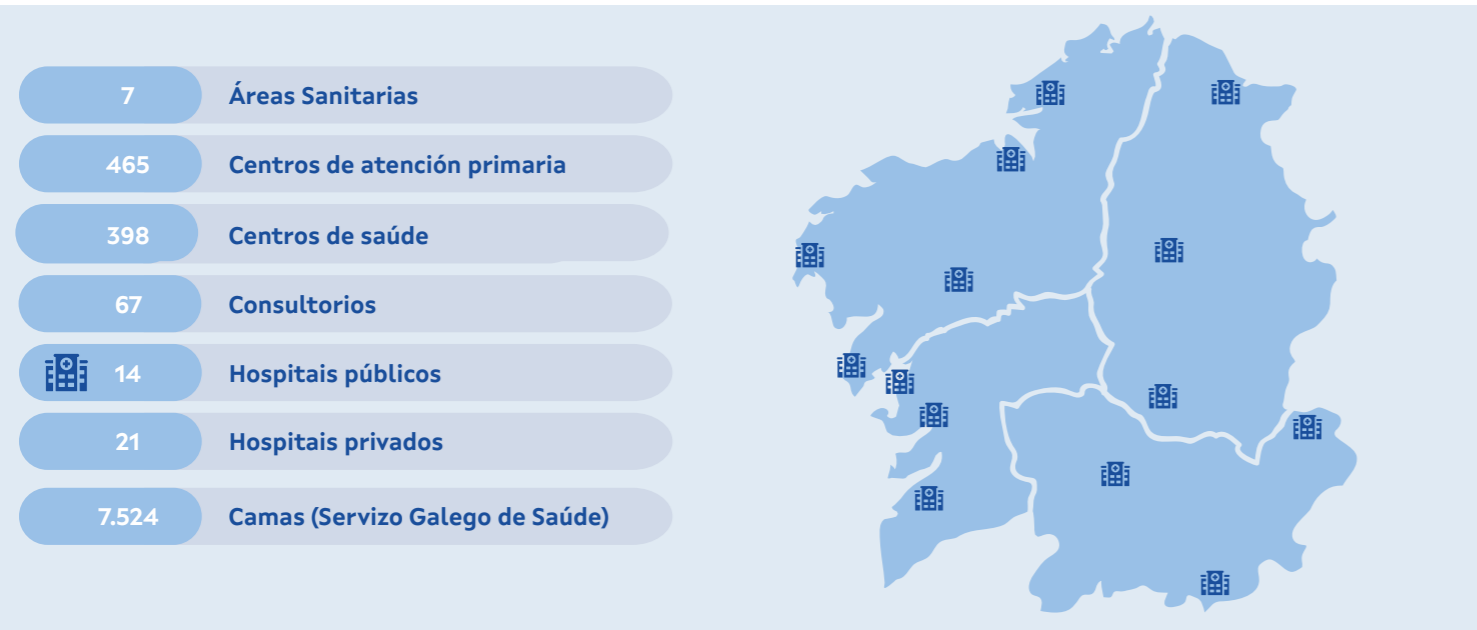 7 Áreas Sanitarias
465 Centros de atención primaria
398 Centros de saúde
67 Consultorios
14 Hospitais públicos
21 Hospitais privados
7.524 Camas (Servizo Galego de Saúde)